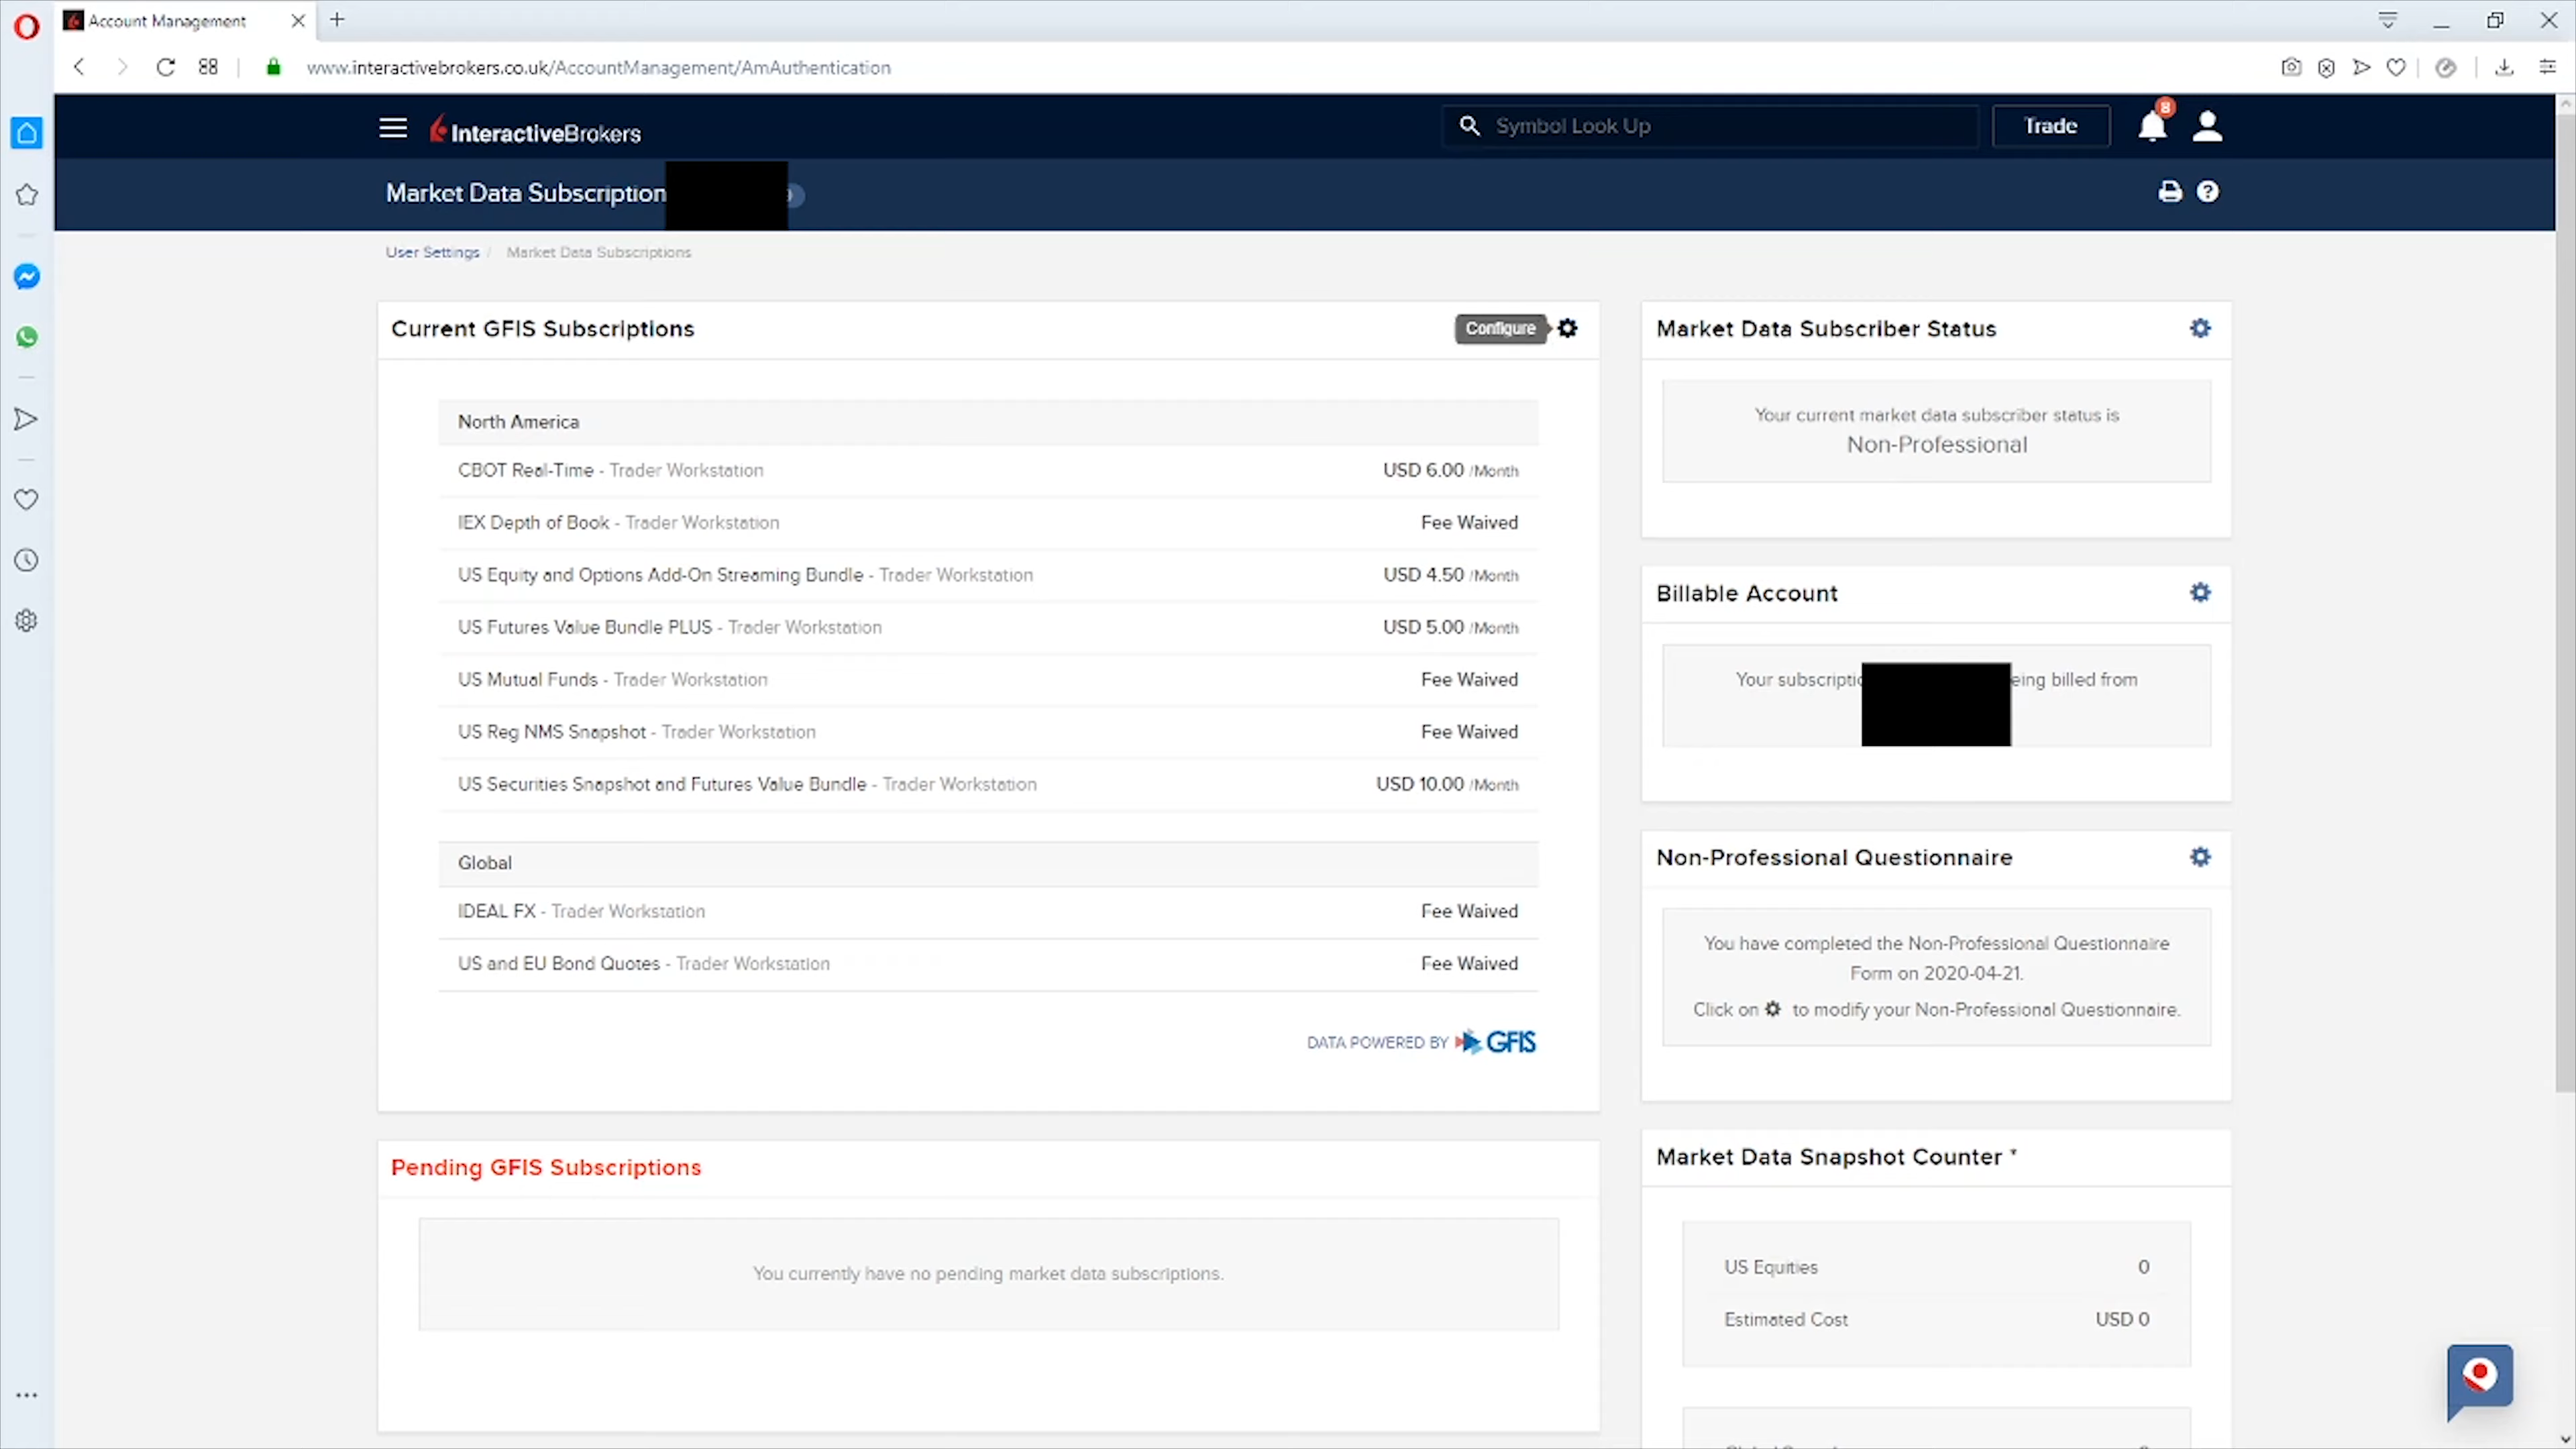 Account Management
www.interactivebrokers.co.uk/AccountManagement/AmAuthentication
InteractiveBrokers
Symbol Look Up
Trade
8
Market Data Subscription
User Settings / Market Data Subscriptions
Current GFIS Subscriptions
Configure
North America
CBOT Real-Time - Trader Workstation USD 6.00 /Month
IEX Depth of Book - Trader Workstation Fee Waived
US Equity and Options Add-On Streaming Bundle - Trader Workstation USD 4.50 /Month
US Futures Value Bundle PLUS - Trader Workstation USD 5.00 /Month
US Mutual Funds - Trader Workstation Fee Waived
US Reg NMS Snapshot - Trader Workstation Fee Waived
US Securities Snapshot and Futures Value Bundle - Trader Workstation USD 10.00 /Month
Global
IDEAL FX - Trader Workstation Fee Waived
US and EU Bond Quotes - Trader Workstation Fee Waived
DATA POWERED BY GFIS
Pending GFIS Subscriptions
You currently have no pending market data subscriptions.
Market Data Subscriber Status
Your current market data subscriber status is
Non-Professional
Billable Account
Your subscriptio eing billed from
Non-Professional Questionnaire
You have completed the Non-Professional Questionnaire
Form on 2020-04-21.
Click on to modify your Non-Professional Questionnaire.
Market Data Snapshot Counter *
US Equities 0
Estimated Cost USD 0